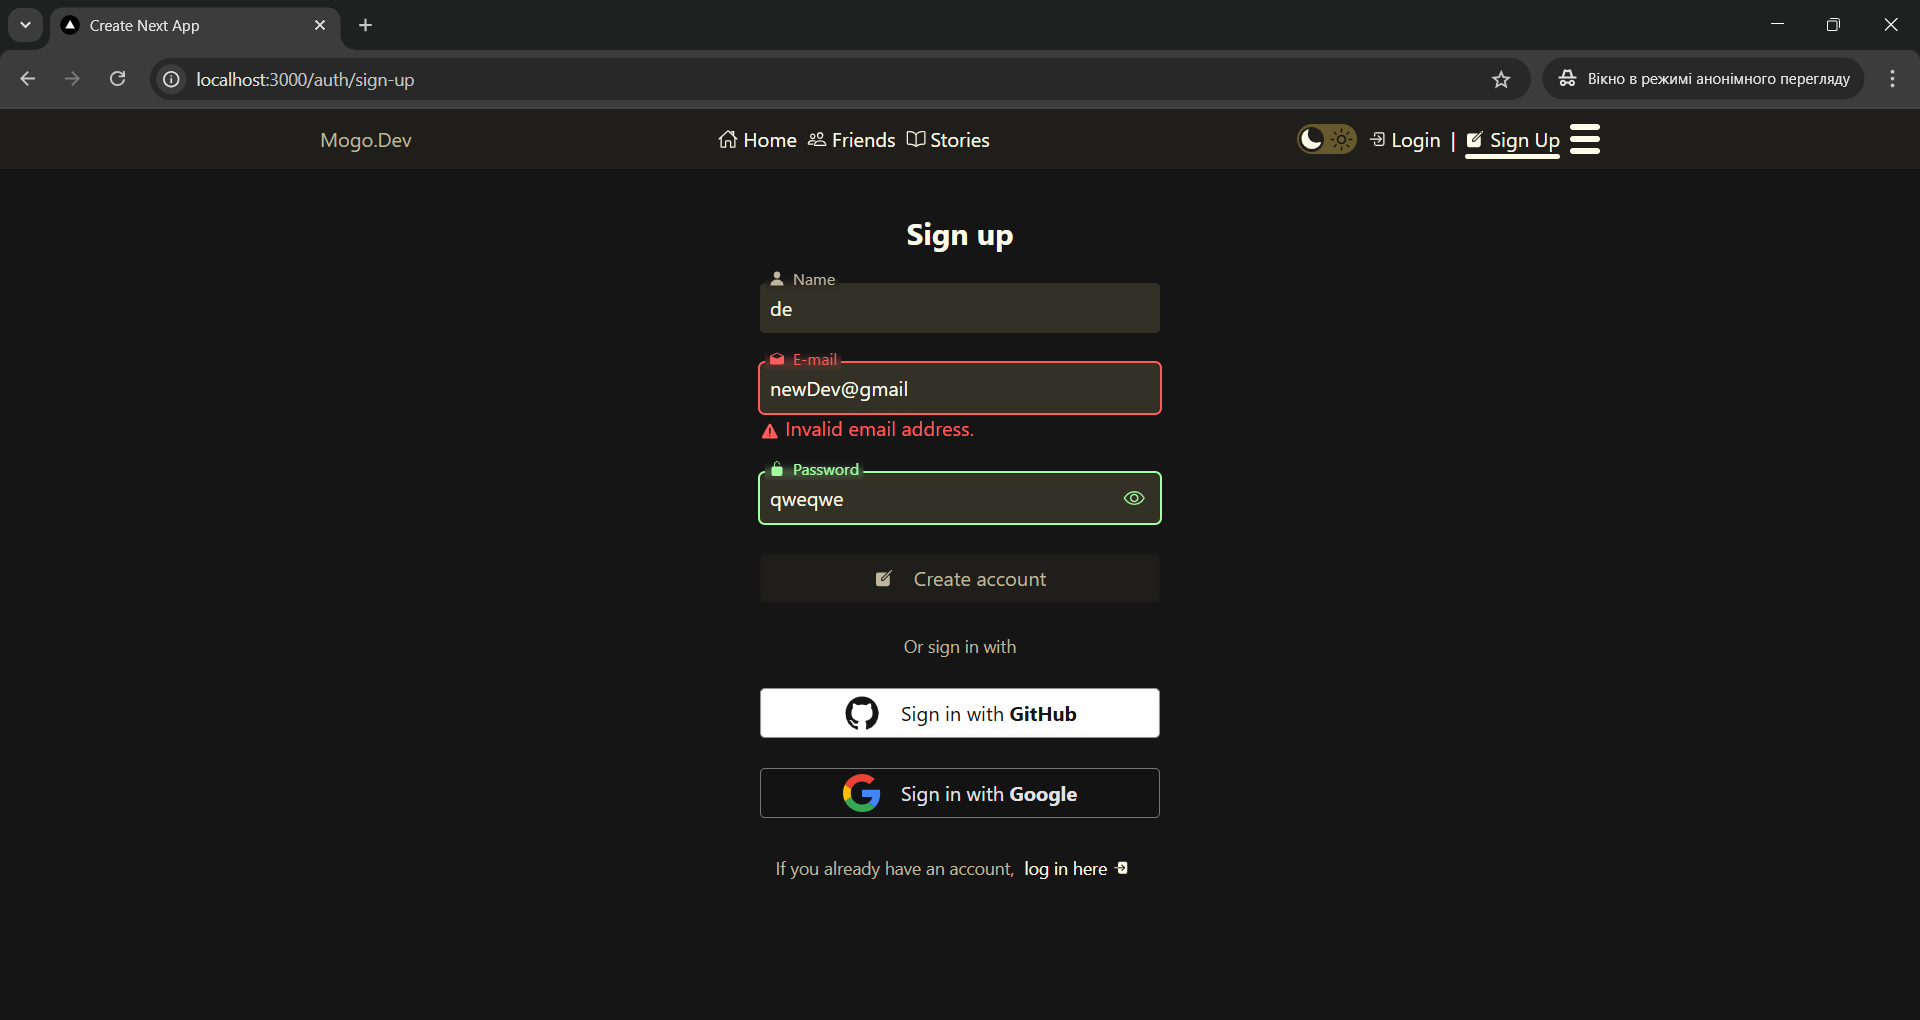 Create Next App
localhost:3000/auth/sign-up
Вікно в режимі анонімного перегляду
Mogo.Dev
Home Friends Stories
Login | Sign Up
Sign up
Name
de
E-mail
newDev@gmail
Invalid email address.
Password
qweqwe
Create account
Or sign in with
Sign in with GitHub
Sign in with Google
If you already have an account, log in here